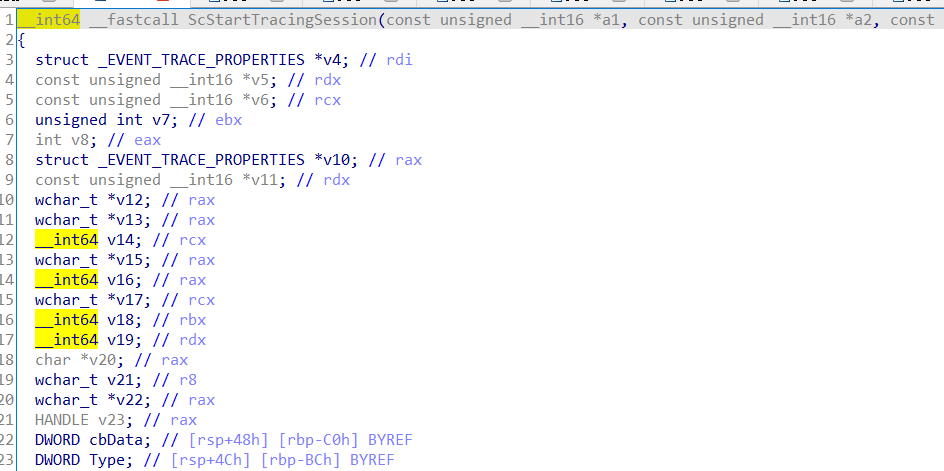 1 __int64 __fastcall ScStartTracingSession(const unsigned __int16 *a1, const unsigned __int16 *a2, const
2 {
3 struct _EVENT_TRACE_PROPERTIES *v4; // rdi
4 const unsigned __int16 *v5; // rdx
5 const unsigned __int16 *v6; // rcx
6 unsigned int v7; // ebx
7 int v8; // eax
8 struct _EVENT_TRACE_PROPERTIES *v10; // rax
9 const unsigned __int16 *v11; // rdx
10 wchar_t *v12; // rax
11 wchar_t *v13; // rax
12 __int64 v14; // rcx
13 wchar_t *v15; // rax
14 __int64 v16; // rax
15 wchar_t *v17; // rcx
16 __int64 v18; // rbx
17 __int64 v19; // rdx
18 char *v20; // rax
19 wchar_t v21; // r8
20 wchar_t *v22; // rax
21 HANDLE v23; // rax
22 DWORD cbData; // [rsp+48h] [rbp-C0h] BYREF
23 DWORD Type; // [rsp+4Ch] [rbp-BCh] BYREF